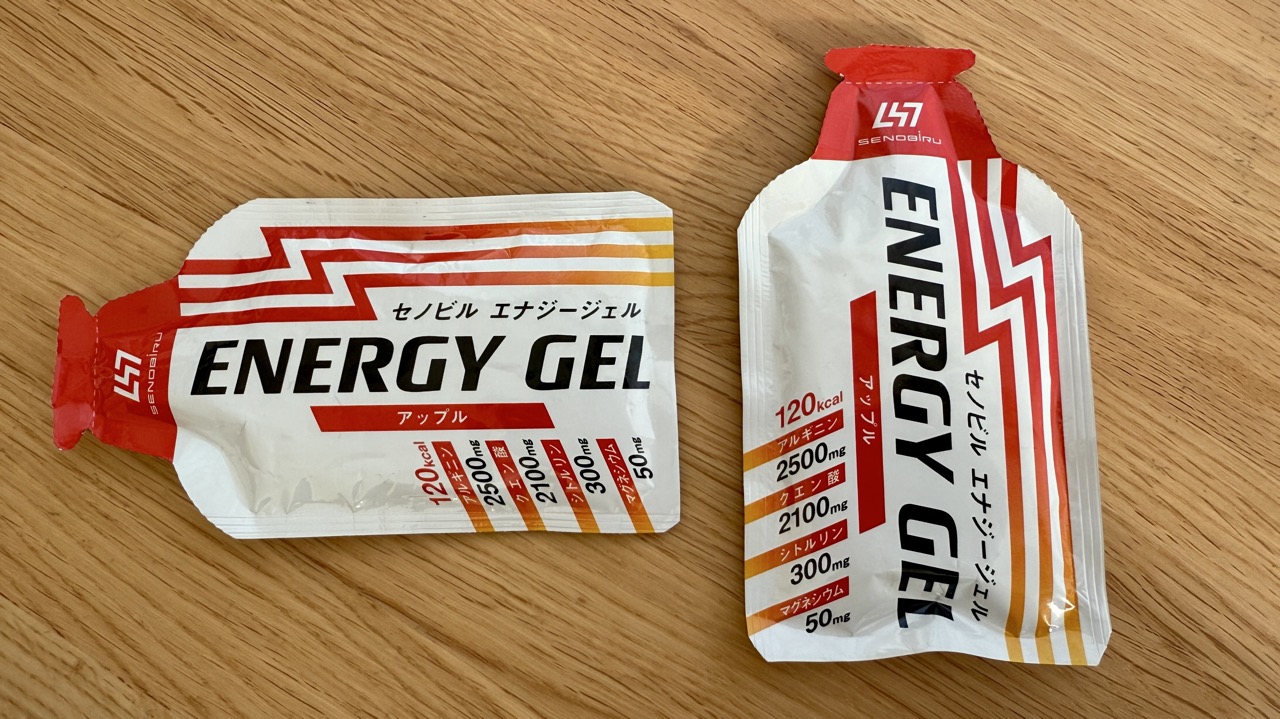 SENOBIRU
セノビル エナジージェル
ENERGY GEL
アップル
120kcal
アルギニン
2500mg
クエン酸
2100mg
シトルリン
300mg
マグネシウム
50mg
SENOBIRU
セノビル エナジージェル
ENERGY GEL
アップル
120kcal
アルギニン
2500mg
クエン酸
2100mg
シトルリン
300mg
マグネシウム
50mg